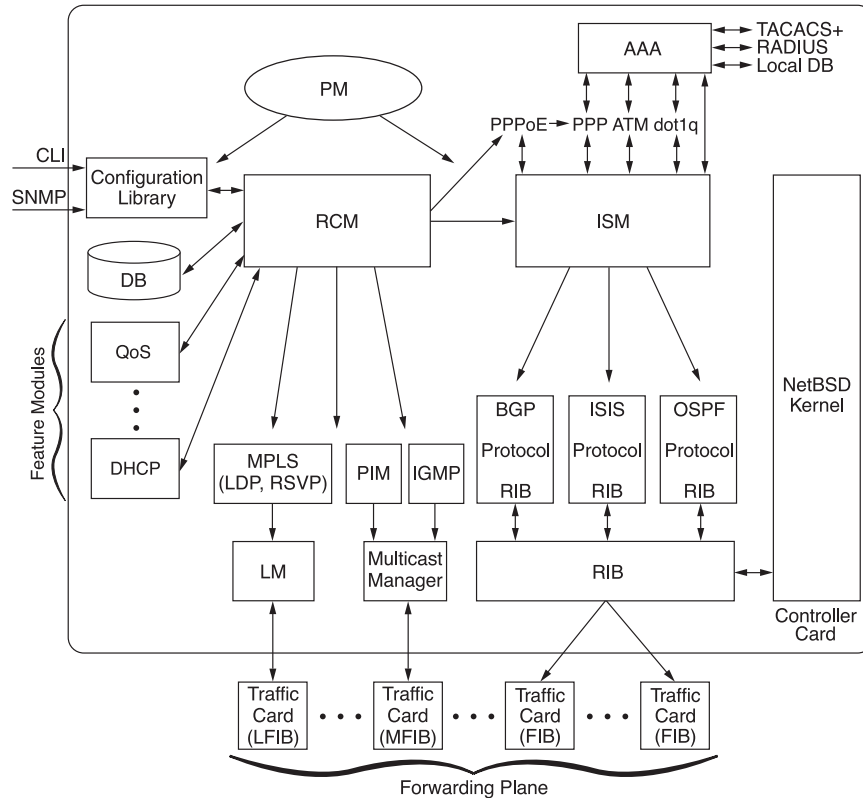 TACACS+
RADIUS
Local DB
AAA
PM
PPPoE
PPP
ATM
dot1q
CLI
SNMP
Configuration
Library
RCM
ISM
DB
QoS
DHCP
Feature Modules
MPLS
(LDP, RSVP)
PIM
IGMP
BGP
Protocol
RIB
ISIS
Protocol
RIB
OSPF
Protocol
RIB
NetBSD
Kernel
LM
Multicast
Manager
RIB
Controller
Card
Traffic
Card
(LFIB)
Traffic
Card
(MFIB)
Traffic
Card
(FIB)
Traffic
Card
(FIB)
Forwarding Plane